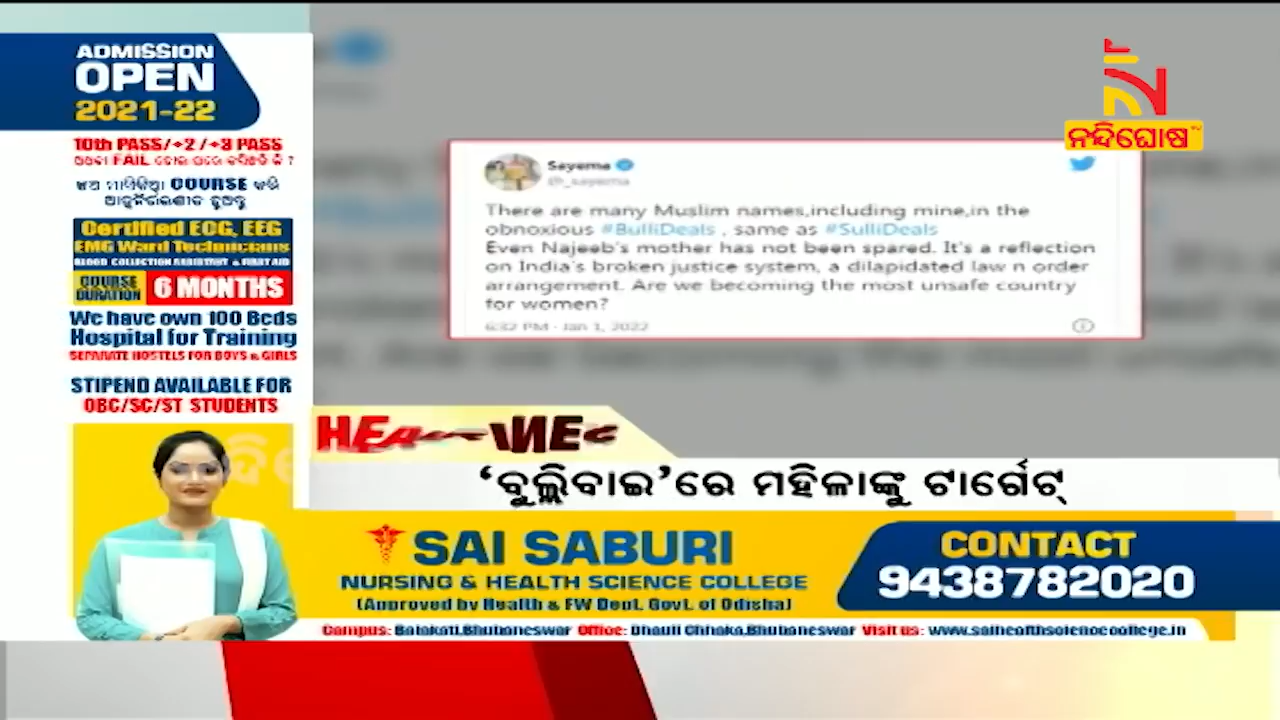 ADMISSION
OPEN
2021-22
10th PASS/+2 /+3 PASS
COURSE
Certified ECG, EEG
EMG Ward Technicians
BLOOD COLLECTION ASSISTANT & FIRST AID
COURSE
DURATION
6 MONTHS
We have own 100 Beds
Hospital for Training
SEPARATE HOSTELS FOR BOYS & GIRLS
STIPEND AVAILABLE FOR
OBC/SC/ST STUDENTS
ନନ୍ଦିଘୋଷ
Sayema
@_sayema
There are many Muslim names,including mine,in the
obnoxious #BulliDeals , same as #SulliDeals
Even Najeeb's mother has not been spared. It's a reflection
on India's broken justice system, a dilapidated law n order
arrangement. Are we becoming the most unsafe country
for women?
6:32 PM · Jan 1, 2022
‘ବୁଲ୍ଲିବାଇ’ରେ ମହିଳାଙ୍କୁ ଟାର୍ଗେଟ୍
SAI SABURI
NURSING & HEALTH SCIENCE COLLEGE
(Approved by Health & FW Dept. Govt. of Odisha)
CONTACT
9438782020
Campus: Balakati,Bhubaneswar Office: Dhauli Chhaka,Bhubaneswar Visit us: www.saihealthsciencecollege.in